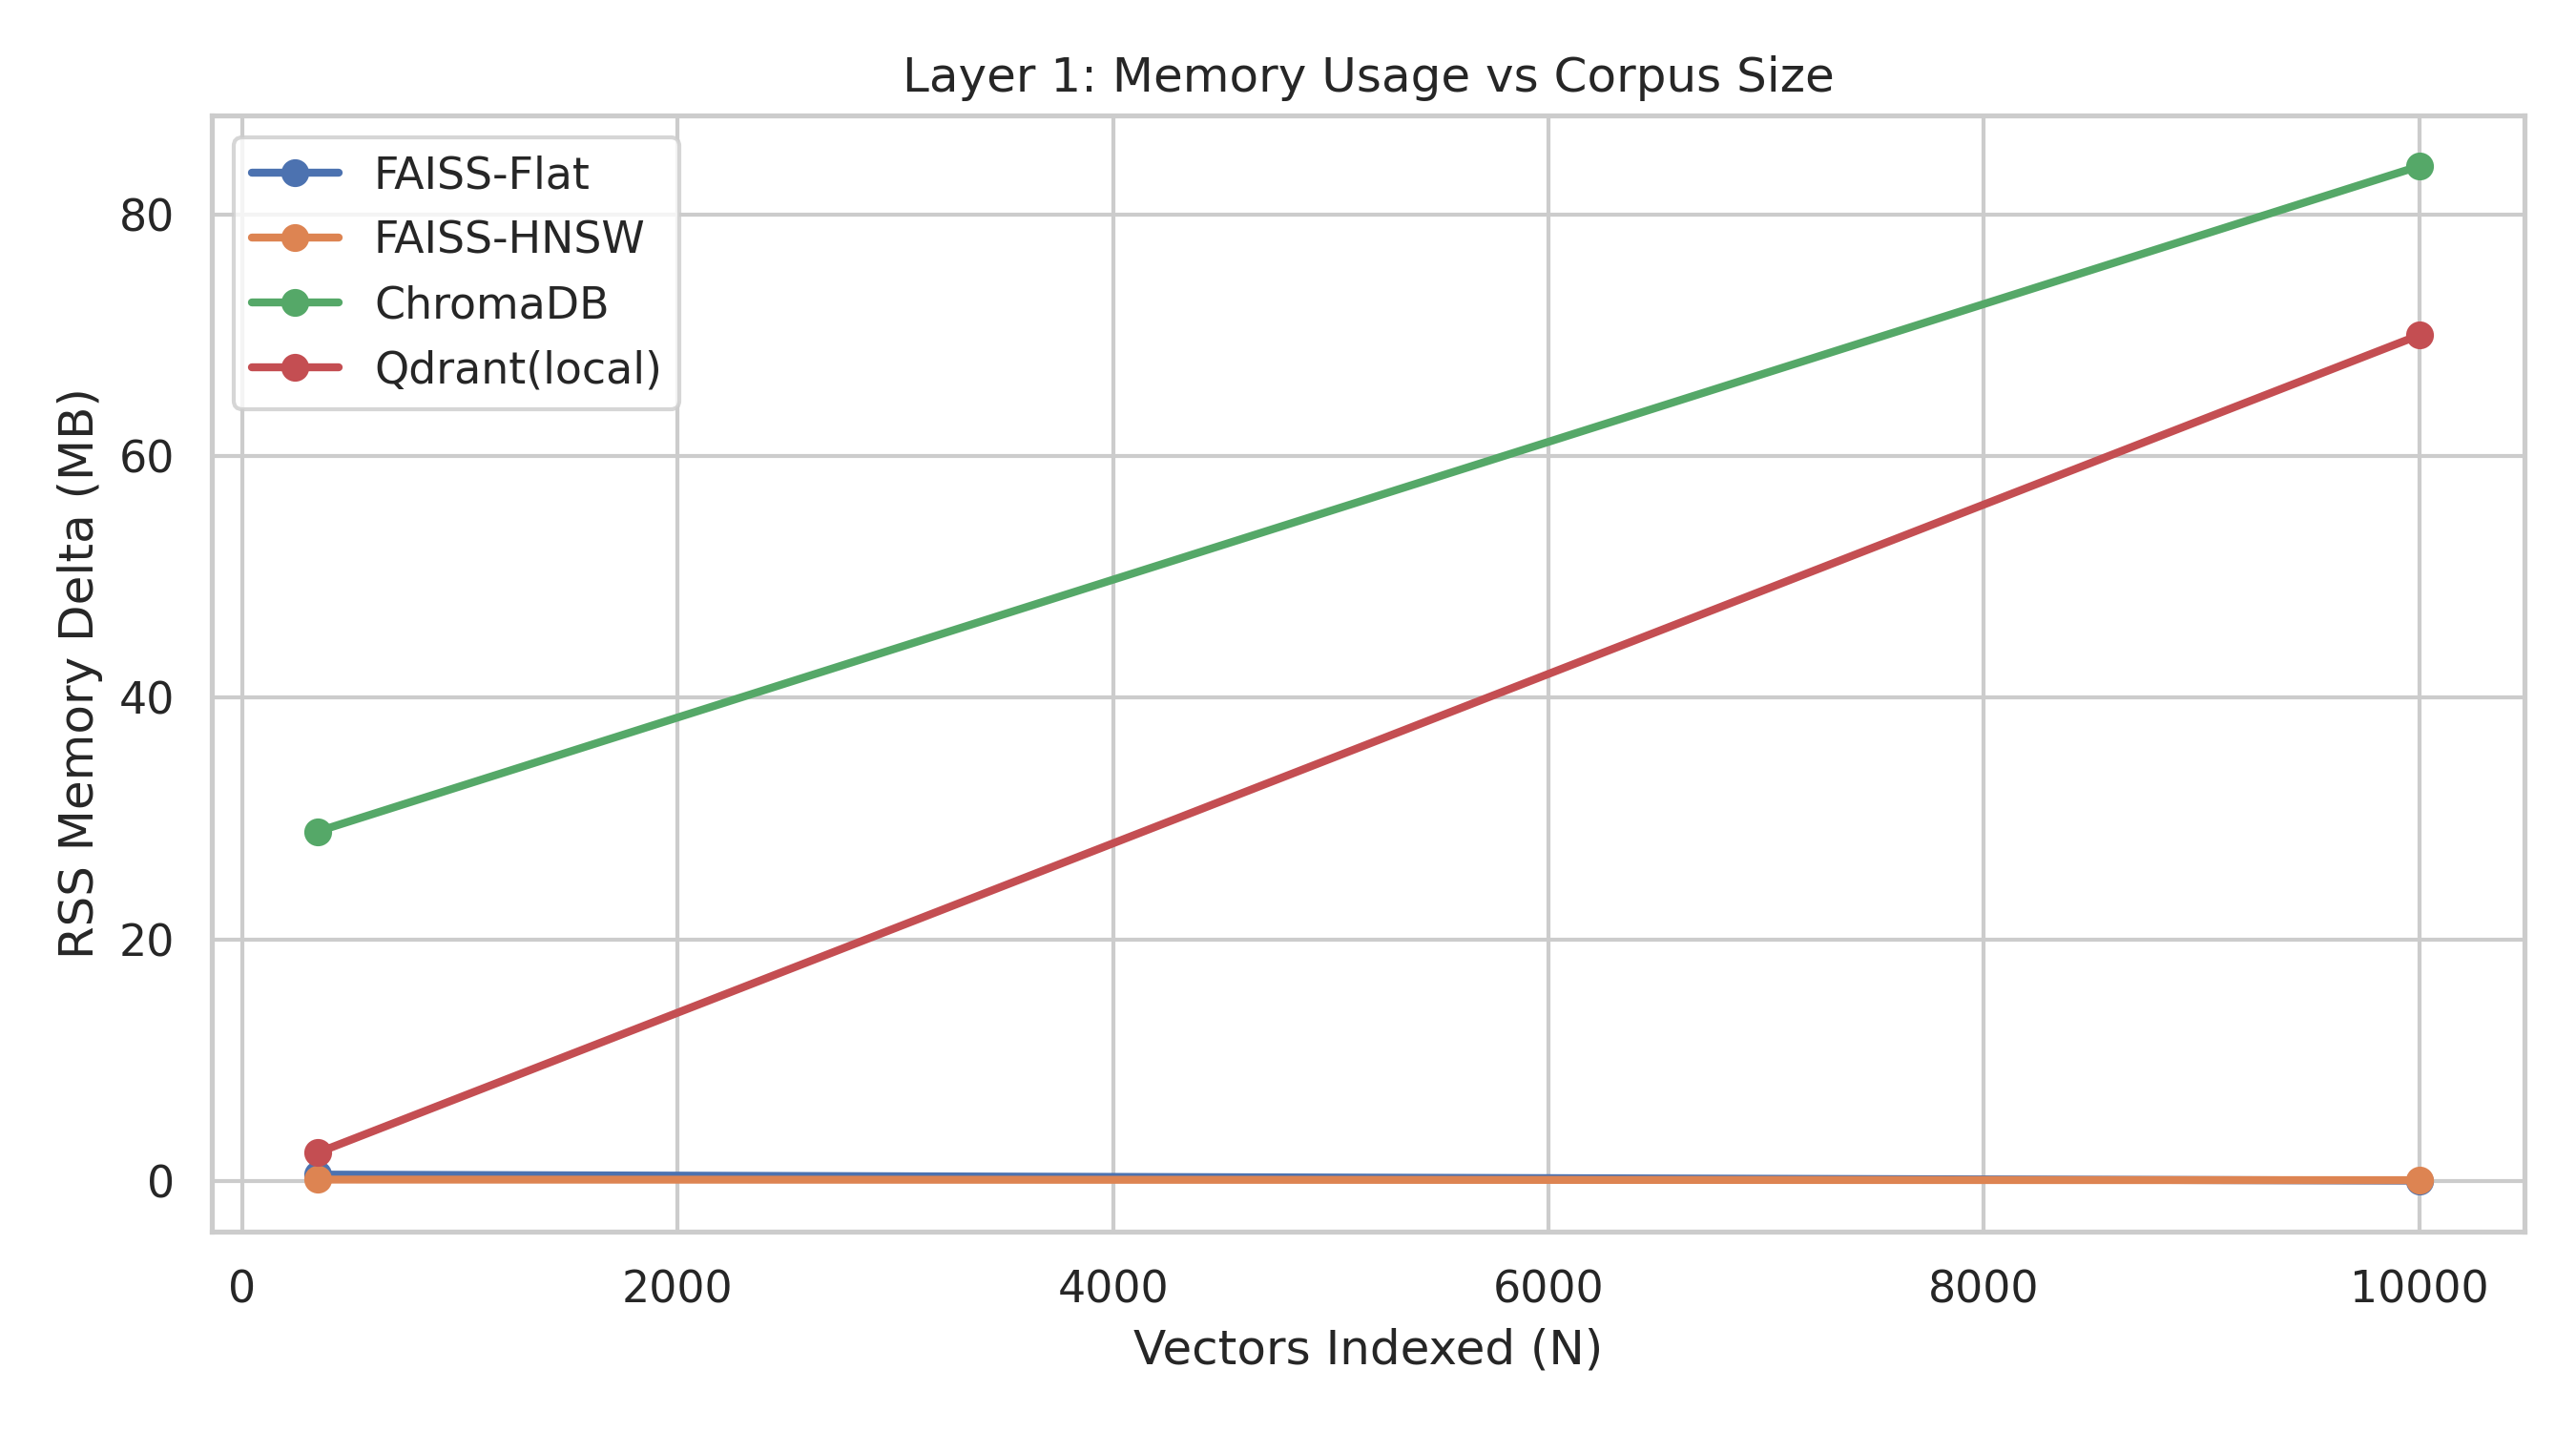 Layer 1: Memory Usage vs Corpus Size
FAISS-Flat
FAISS-HNSW
ChromaDB
Qdrant(local)
RSS Memory Delta (MB)
80
60
40
20
0
0 2000 4000 6000 8000 10000
Vectors Indexed (N)